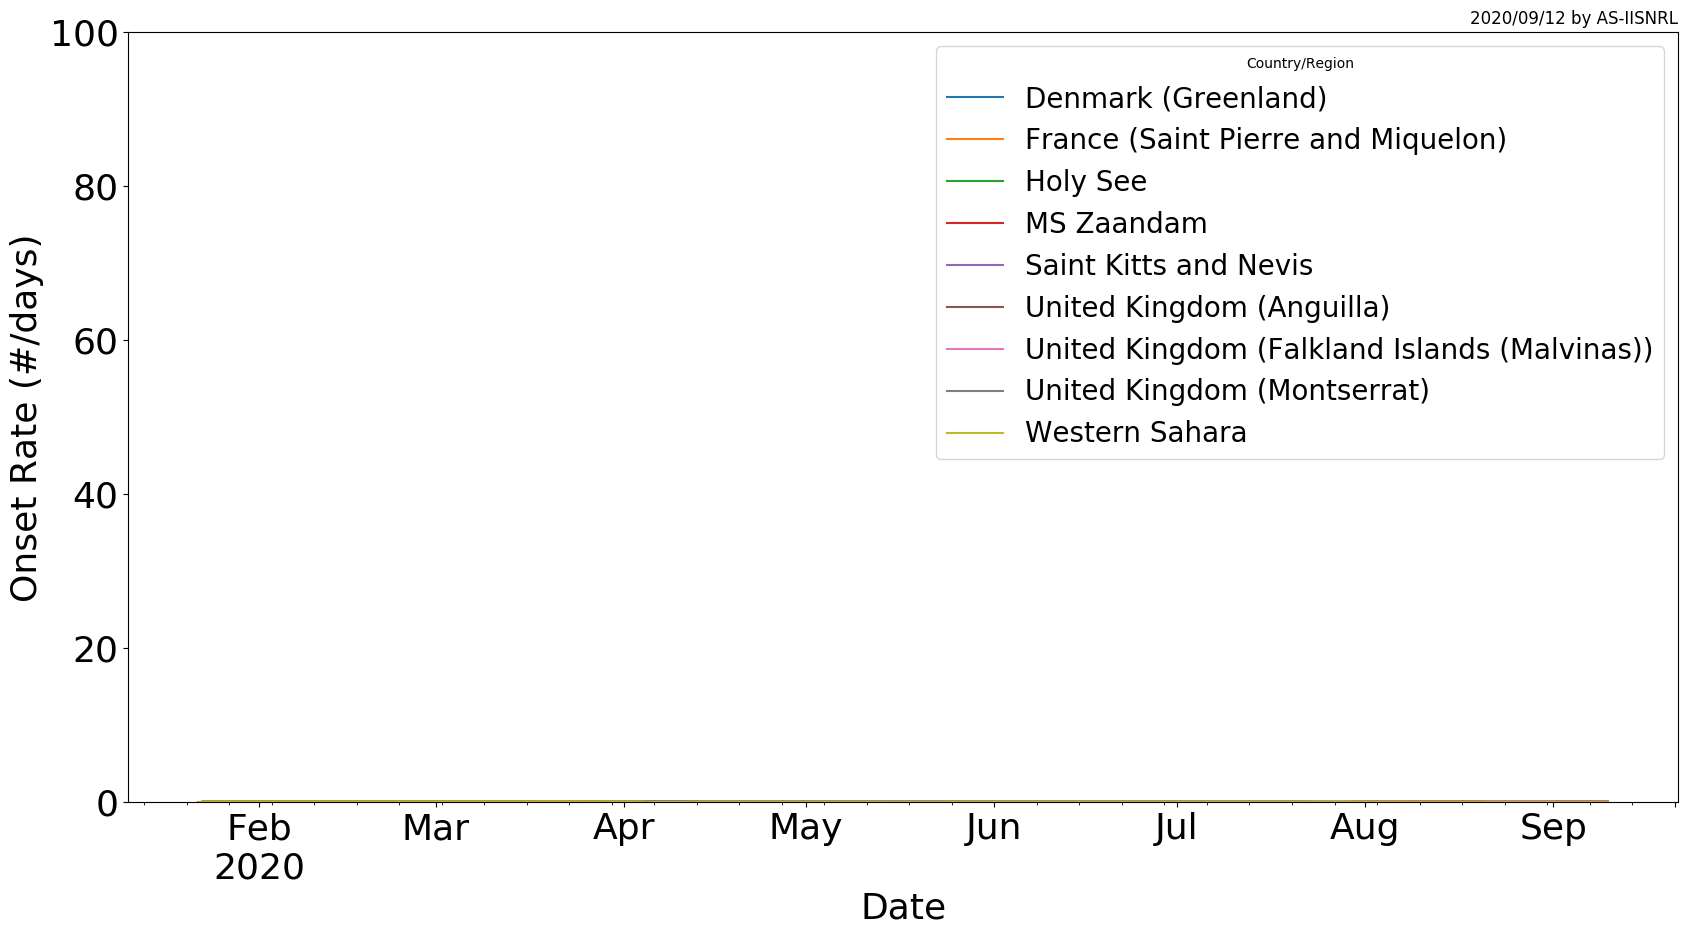 2020/09/12 by AS-IISNRL
100
80
60
40
20
0
Onset Rate (#/days)
Country/Region
Denmark (Greenland)
France (Saint Pierre and Miquelon)
Holy See
MS Zaandam
Saint Kitts and Nevis
United Kingdom (Anguilla)
United Kingdom (Falkland Islands (Malvinas))
United Kingdom (Montserrat)
Western Sahara
Feb Mar Apr May Jun Jul Aug Sep
2020
Date